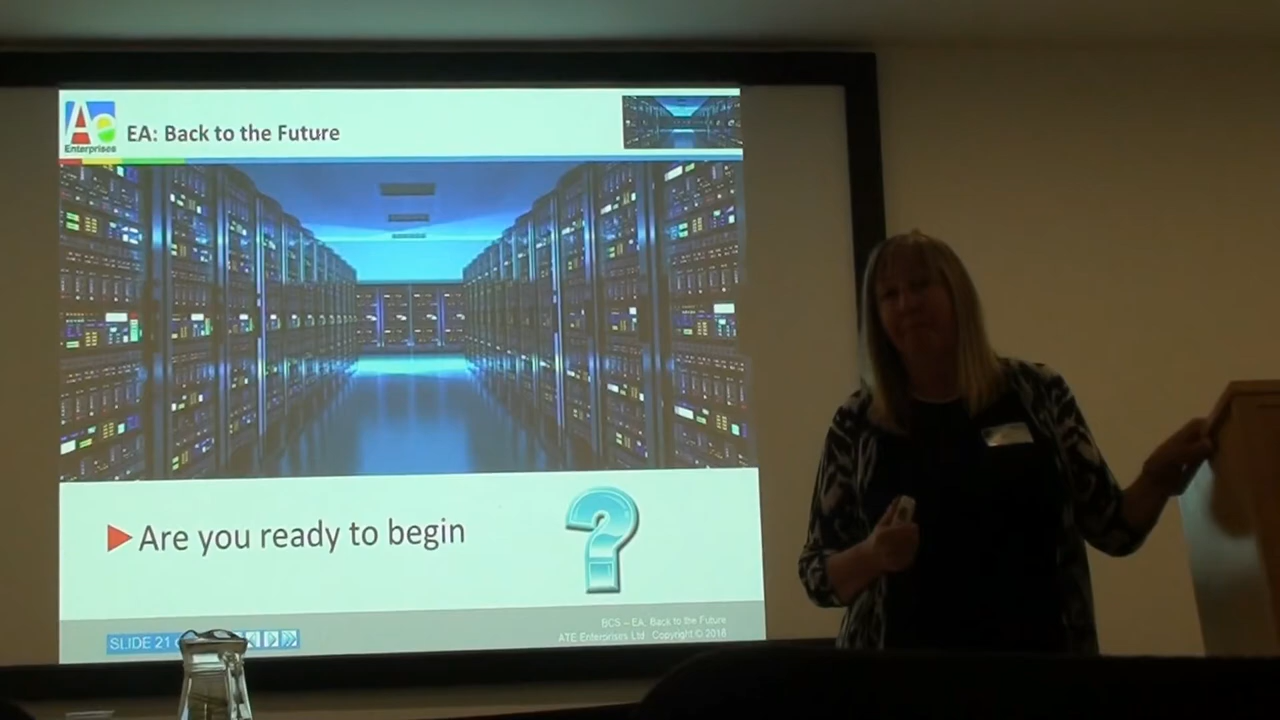 Ae
Enterprises
EA: Back to the Future
Are you ready to begin
?
SLIDE 21
BCS – EA: Back to the Future
ATE Enterprises Ltd Copyright © 2016